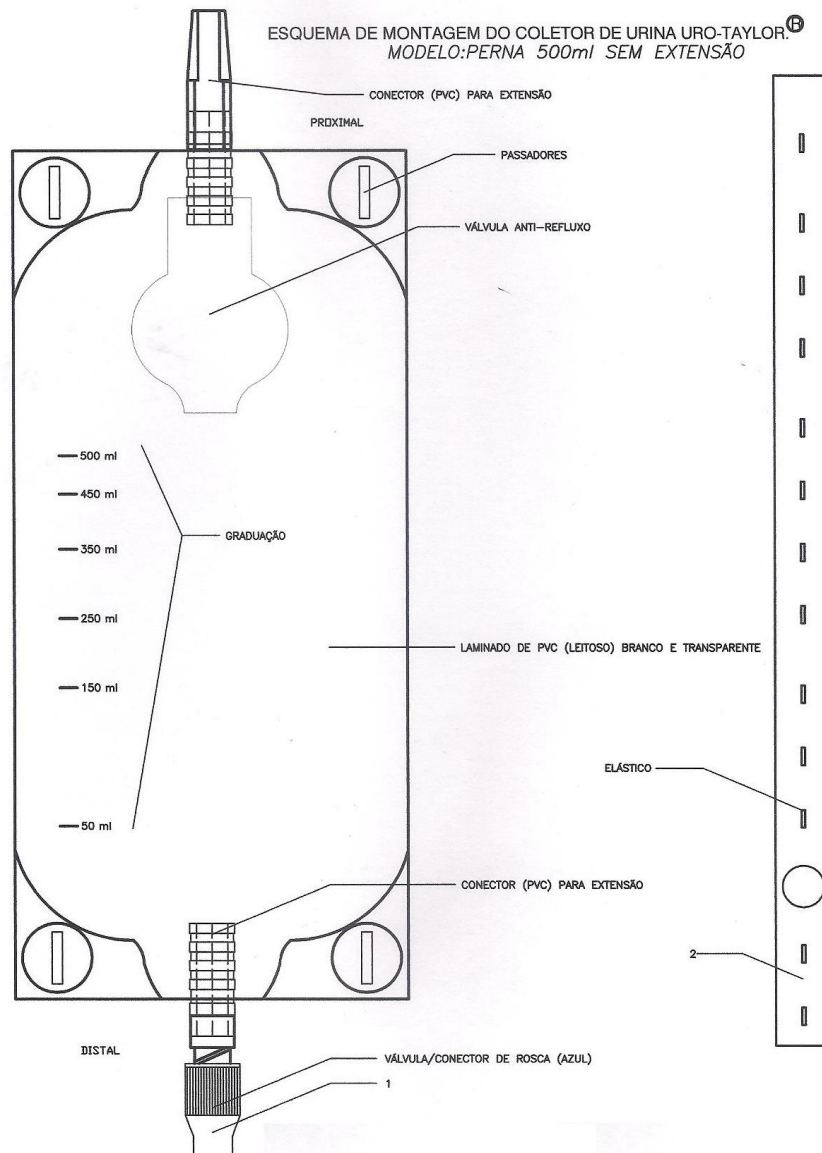 ESQUEMA DE MONTAGEM DO COLETOR DE URINA URO-TAYLOR.®
MODELO:PERNA 500ml SEM EXTENSÃO
CONECTOR (PVC) PARA EXTENSÃO
PROXIMAL
PASSADORES
VÁLVULA ANTI-REFLUXO
500 ml
450 ml
GRADUAÇÃO
350 ml
250 ml
LAMINADO DE PVC (LEITOSO) BRANCO E TRANSPARENTE
150 ml
ELÁSTICO
50 ml
CONECTOR (PVC) PARA EXTENSÃO
2
DISTAL
VÁLVULA/CONECTOR DE ROSCA (AZUL)
1